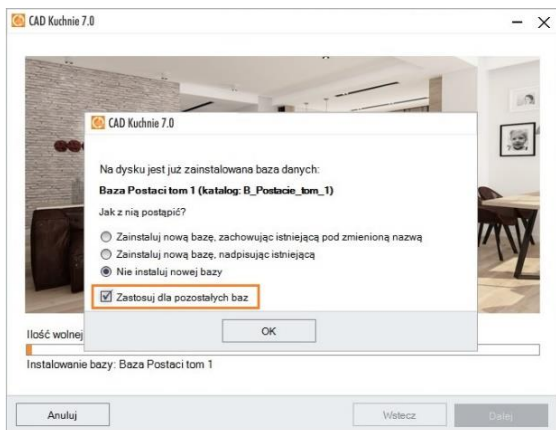 CAD Kuchnie 7.0
CAD Kuchnie 7.0
Na dysku jest już zainstalowana baza danych:
Baza Postaci tom 1 (katalog: B_Postacie_tom_1)
Jak z nią postąpić?
Zainstaluj nową bazę, zachowując istniejącą pod zmienioną nazwą
Zainstaluj nową bazę, nadpisując istniejącą
Nie instaluj nowej bazy
Zastosuj dla pozostałych baz
OK
Ilość wolnej
Instalowanie bazy: Baza Postaci tom 1
Anuluj
Wstecz
Dalej